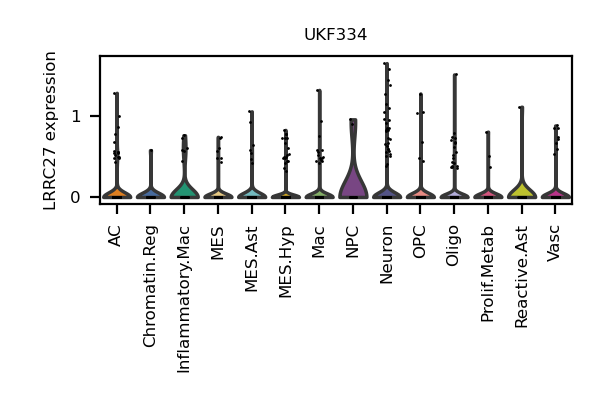 UKF334
LRRC27 expression
1
0
AC
Chromatin.Reg
Inflammatory.Mac
MES
MES.Ast
MES.Hyp
Mac
NPC
Neuron
OPC
Oligo
Prolif.Metab
Reactive.Ast
Vasc